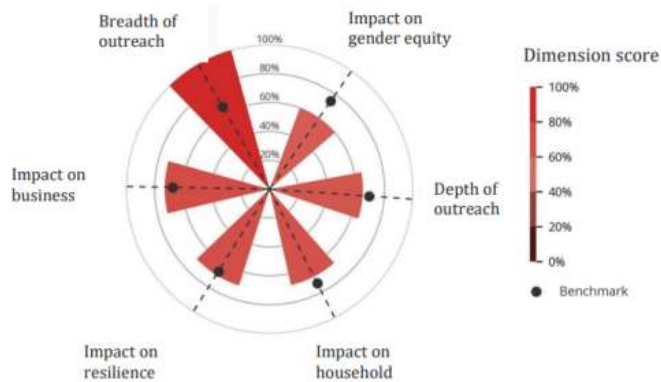 Breadth of
outreach
Impact on
gender equity
100%
80%
60%
40%
20%
Impact on
business
Depth of
outreach
Impact on
resilience
Impact on
household
Dimension score
100%
80%
60%
40%
20%
0%
Benchmark